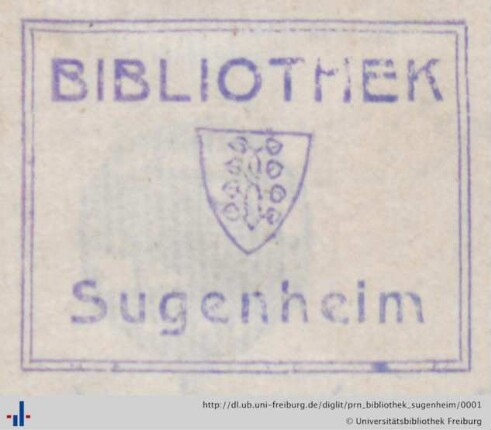 BIBLIOTHEK
Sugenheim
http://dl.ub.uni-freiburg.de/diglit/prn_bibliothek_sugenheim/0001
© Universitätsbibliothek Freiburg